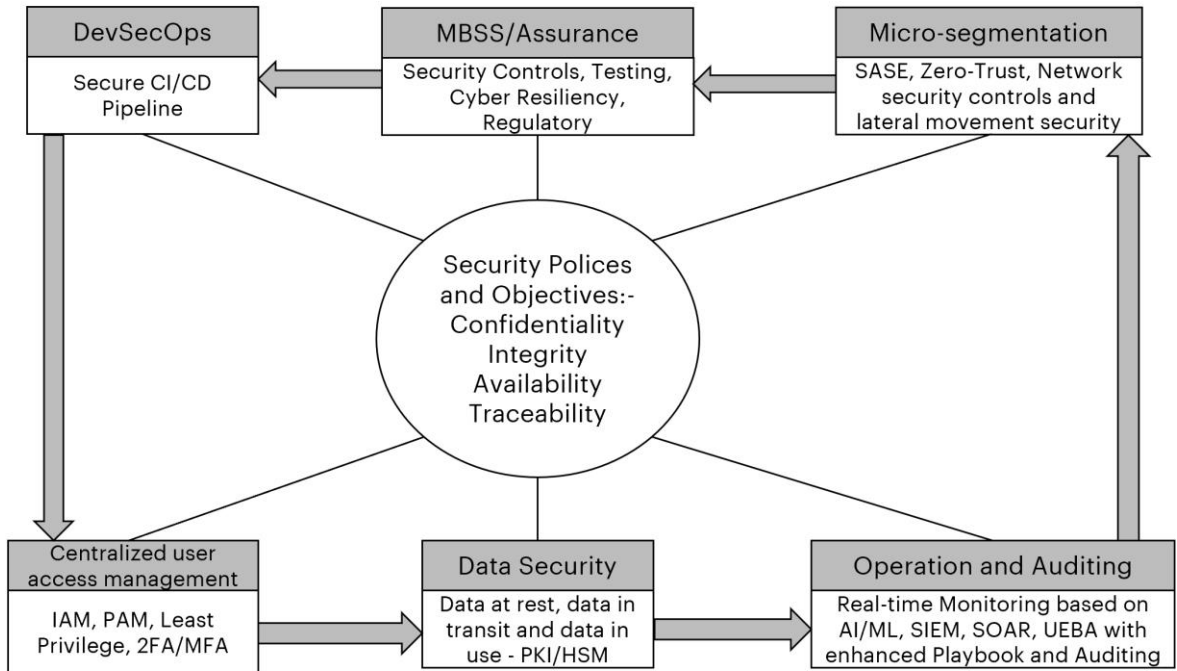 DevSecOps
Secure CI/CD
Pipeline
MBSS/Assurance
Security Controls, Testing,
Cyber Resiliency,
Regulatory
Micro-segmentation
SASE, Zero-Trust, Network
security controls and
lateral movement security
Security Polices
and Objectives:-
Confidentiality
Integrity
Availability
Traceability
Centralized user
access management
IAM, PAM, Least
Privilege, 2FA/MFA
Data Security
Data at rest, data in
transit and data in
use - PKI/HSM
Operation and Auditing
Real-time Monitoring based on
AI/ML, SIEM, SOAR, UEBA with
enhanced Playbook and Auditing